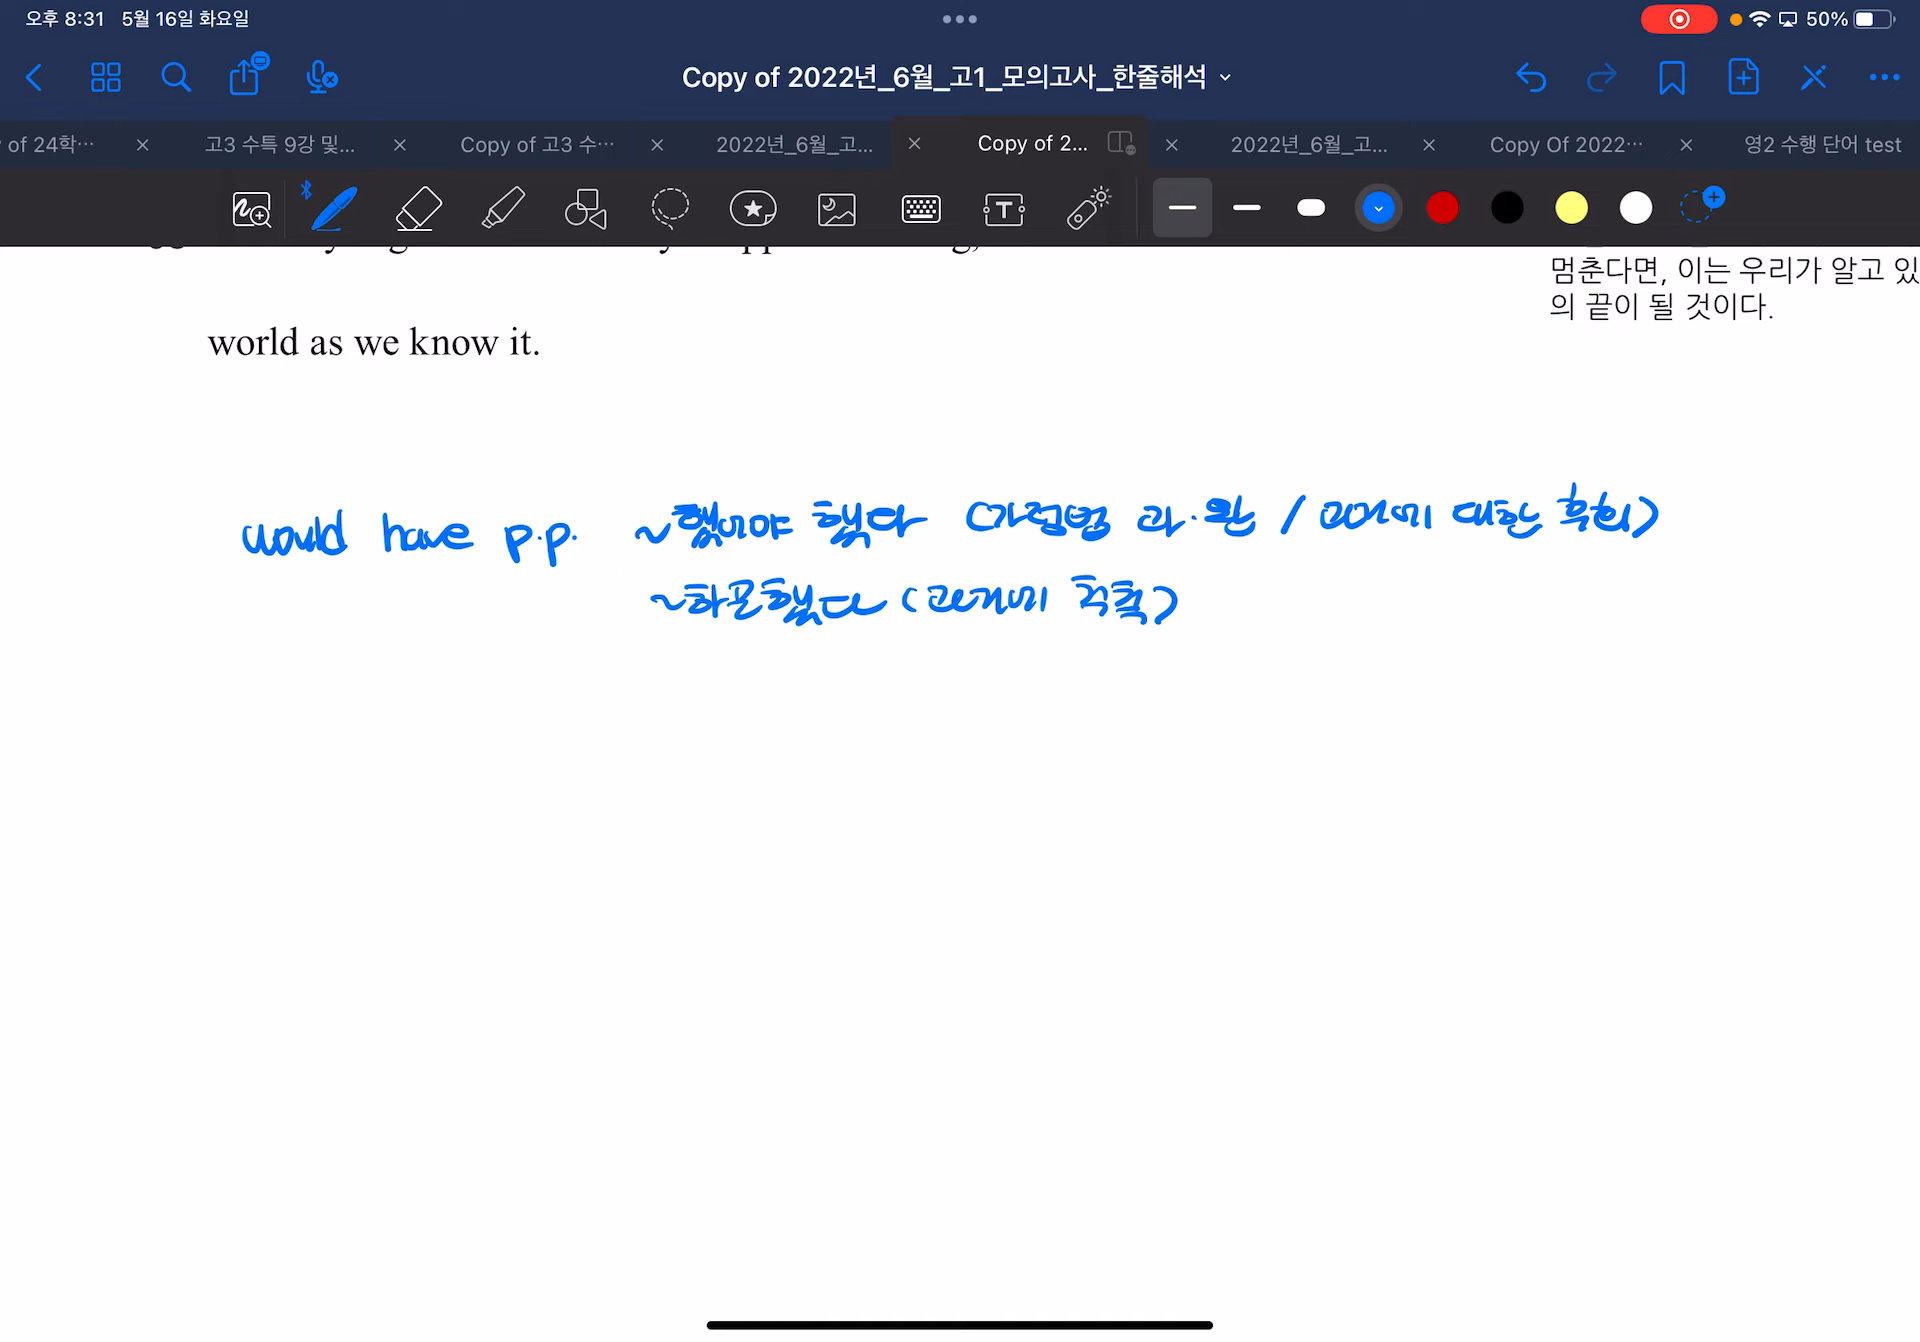 오후 8:31 5월 16일 화요일
50%
Copy of 2022년_6월_고1_모의고사_한줄해석
of 24학···
고3 수특 9강 및...
Copy of 고3 수···
2022년_6월_고...
Copy of 2...
2022년_6월_고...
Copy Of 2022···
영2 수행 단어 test
멈춘다면, 이는 우리가 알고 있
의 끝이 될 것이다.
world as we know it.
would have p.p. ~했어야 했다 (가정법 과·완 / 과거에 대한 후회)
~하곤했다 (과거에 추측)